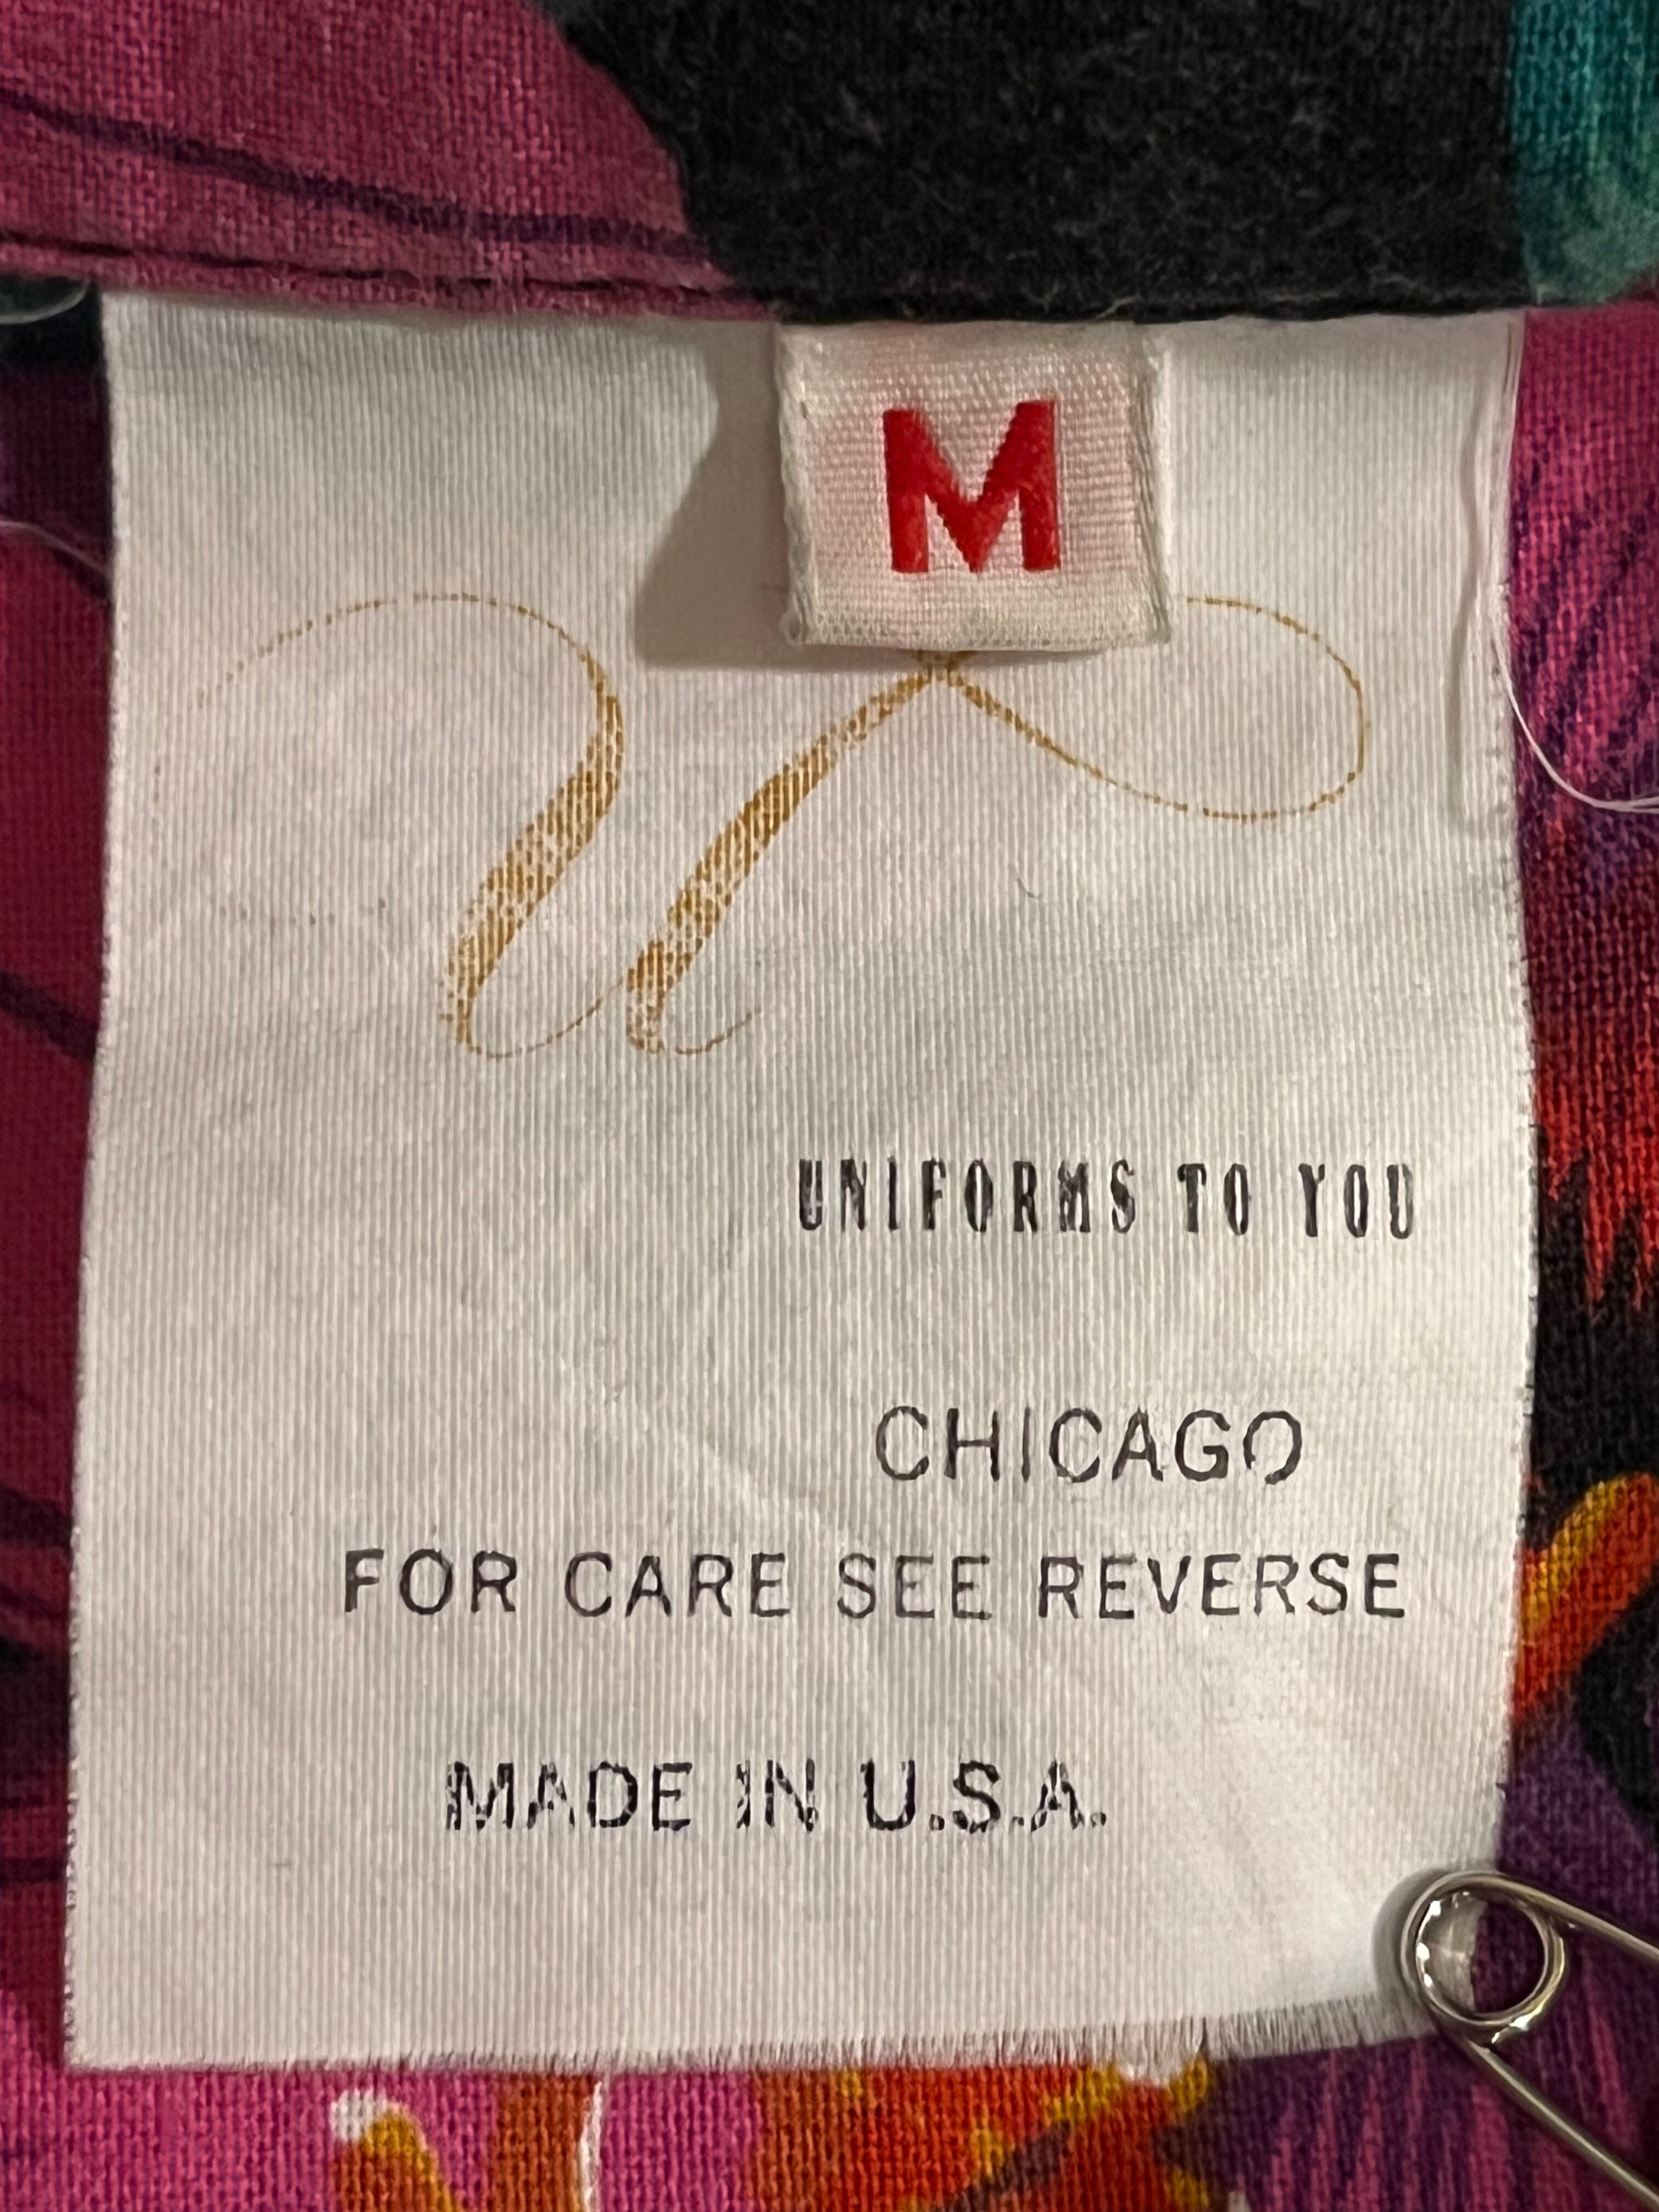 M
U
UNIFORMS TO YOU
CHICAGO
FOR CARE SEE REVERSE
MADE IN U.S.A.